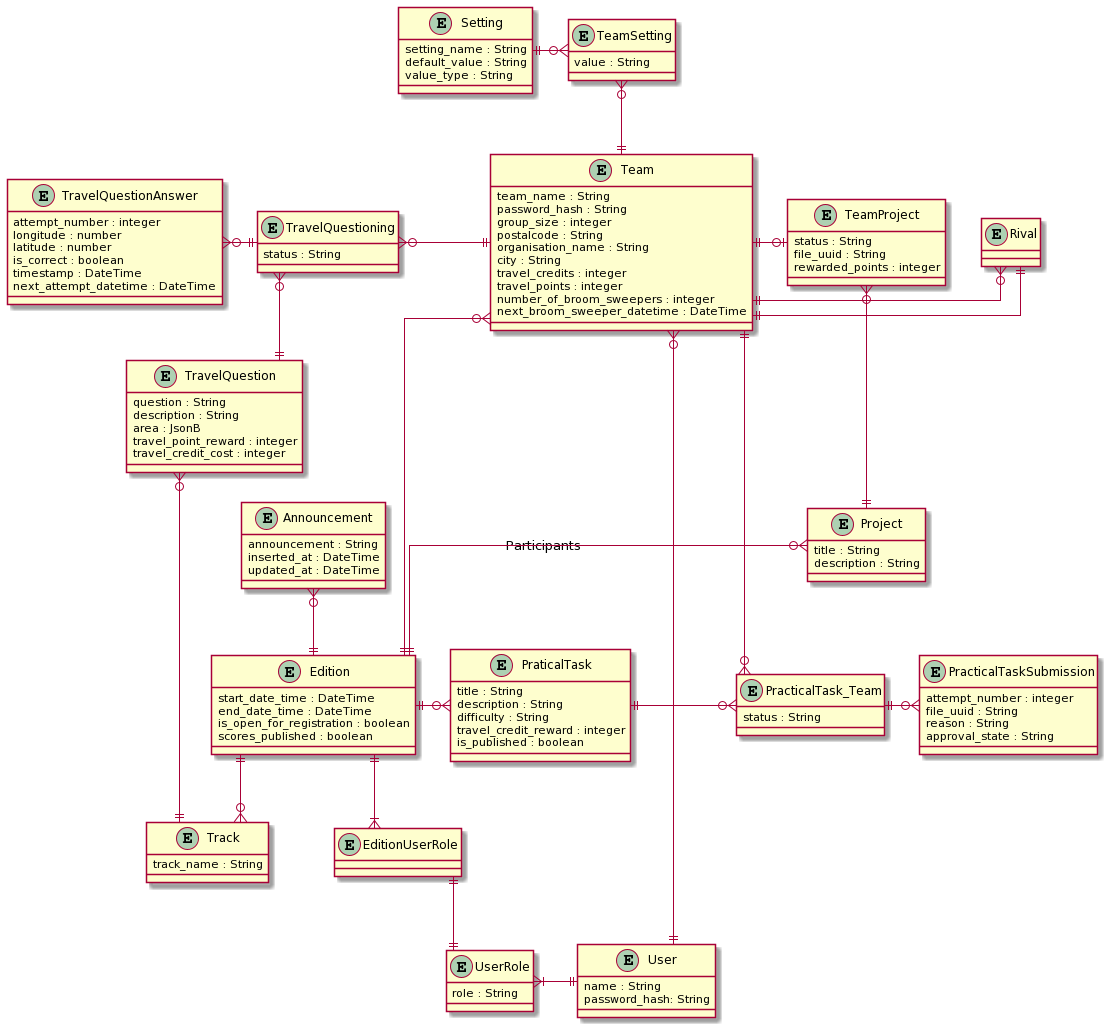 E Setting
setting_name : String
default_value : String
value_type : String
E TeamSetting
value : String
E Team
team_name : String
password_hash : String
group_size : integer
postalcode : String
organisation_name : String
city : String
travel_credits : integer
travel_points : integer
number_of_broom_sweepers : integer
next_broom_sweeper_datetime : DateTime
E TravelQuestionAnswer
attempt_number : integer
longitude : number
latitude : number
is_correct : boolean
timestamp : DateTime
next_attempt_datetime : DateTime
E TravelQuestioning
status : String
E TeamProject
status : String
file_uuid : String
rewarded_points : integer
E Rival
E TravelQuestion
question : String
description : String
area : JsonB
travel_point_reward : integer
travel_credit_cost : integer
E Announcement
announcement : String
inserted_at : DateTime
updated_at : DateTime
Participants
E Project
title : String
description : String
E Edition
start_date_time : DateTime
end_date_time : DateTime
is_open_for_registration : boolean
scores_published : boolean
E PraticalTask
title : String
description : String
difficulty : String
travel_credit_reward : integer
is_published : boolean
E PracticalTask_Team
status : String
E PracticalTaskSubmission
attempt_number : integer
file_uuid : String
reason : String
approval_state : String
E Track
track_name : String
E EditionUserRole
E UserRole
role : String
E User
name : String
password_hash: String